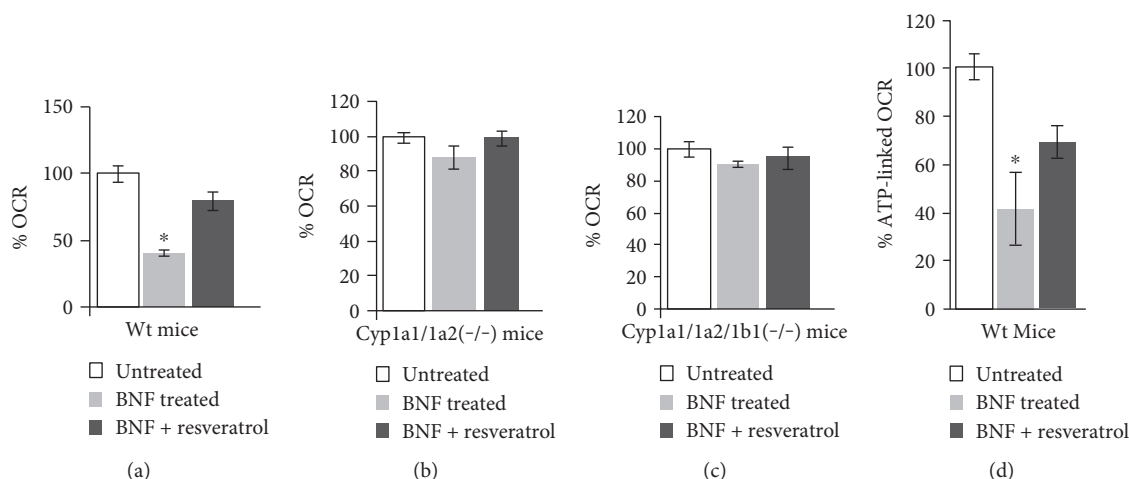 % OCR
150
100
50
0
*
Wt mice
Untreated
BNF treated
BNF + resveratrol
(a)
% OCR
120
100
80
60
40
20
0
Cyp1a1/1a2(−/−) mice
Untreated
BNF treated
BNF + resveratrol
(b)
% OCR
120
100
80
60
40
20
0
Cyp1a1/1a2/1b1(−/−) mice
Untreated
BNF treated
BNF + resveratrol
(c)
% ATP-linked OCR
120
100
80
60
40
20
0
*
Wt Mice
Untreated
BNF treated
BNF + resveratrol
(d)